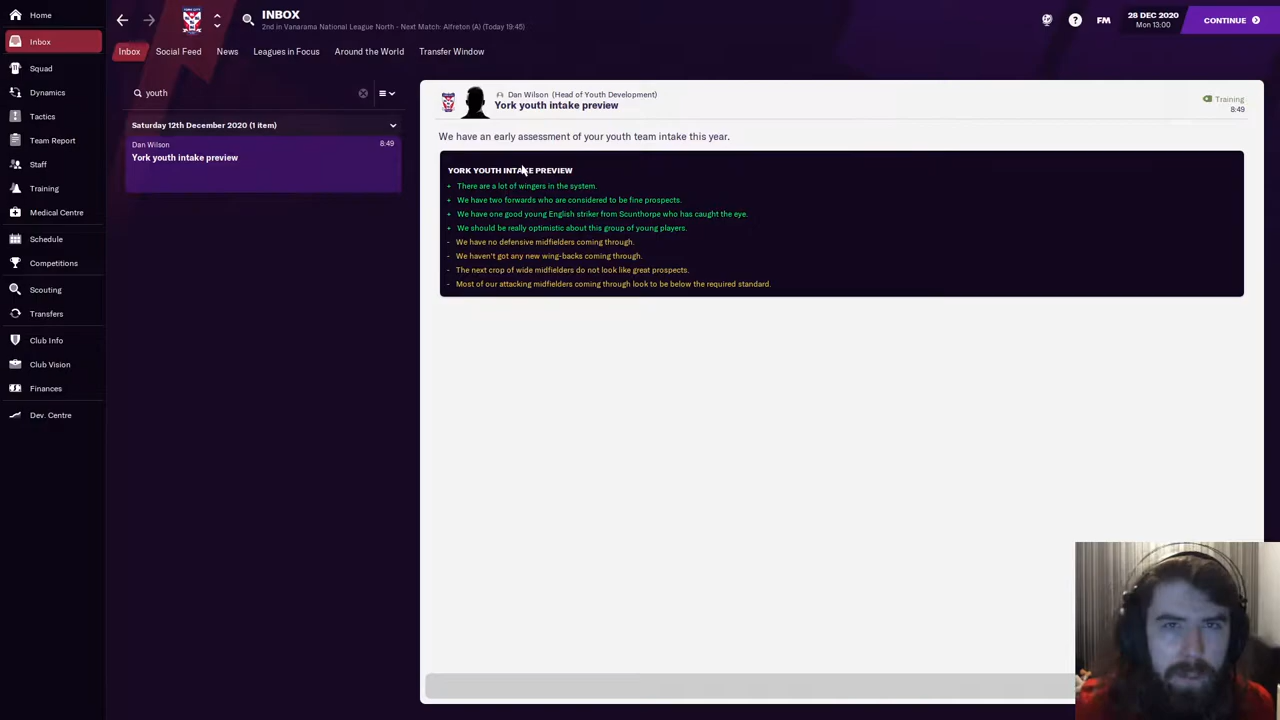 Home
Inbox
Squad
Dynamics
Tactics
Team Report
Staff
Training
Medical Centre
Schedule
Competitions
Scouting
Transfers
Club Info
Club Vision
Finances
Dev. Centre
INBOX
2nd in Vanarama National League North - Next Match: Alfreton (A) (Today 19:45)
FM
28 DEC 2020
Mon 13:00
CONTINUE
Inbox
Social Feed
News
Leagues in Focus
Around the World
Transfer Window
youth
Saturday 12th December 2020 (1 item)
Dan Wilson
8:49
York youth intake preview
Dan Wilson (Head of Youth Development)
York youth intake preview
Training
8:49
We have an early assessment of your youth team intake this year.
YORK YOUTH INTAKE PREVIEW
+ There are a lot of wingers in the system.
+ We have two forwards who are considered to be fine prospects.
+ We have one good young English striker from Scunthorpe who has caught the eye.
+ We should be really optimistic about this group of young players.
- We have no defensive midfielders coming through.
- We haven't got any new wing-backs coming through.
- The next crop of wide midfielders do not look like great prospects.
- Most of our attacking midfielders coming through look to be below the required standard.